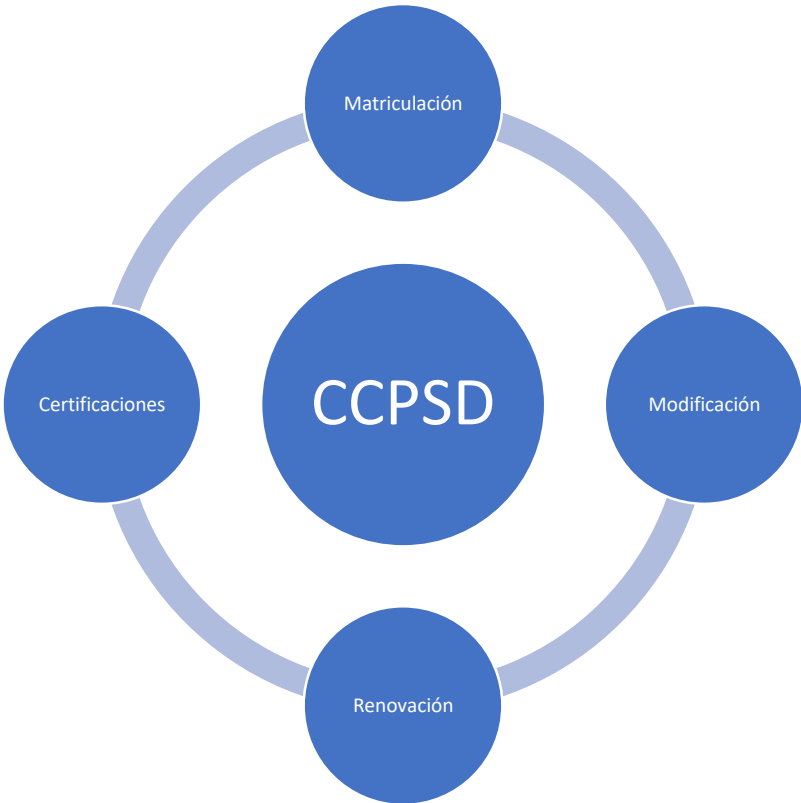 Matriculación
Certificaciones
CCPSD
Modificación
Renovación